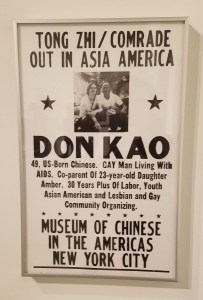 TONG ZHI/COMRADE
OUT IN ASIA AMERICA
DON KAO
49, US-Born Chinese. GAY Man Living With
AIDS. Co-parent Of 23-year-old Daughter
Amber. 30 Years Plus Of Labor, Youth
Asian American and Lesbian and Gay
Community Organizing.
MUSEUM OF CHINESE
IN THE AMERICAS
NEW YORK CITY